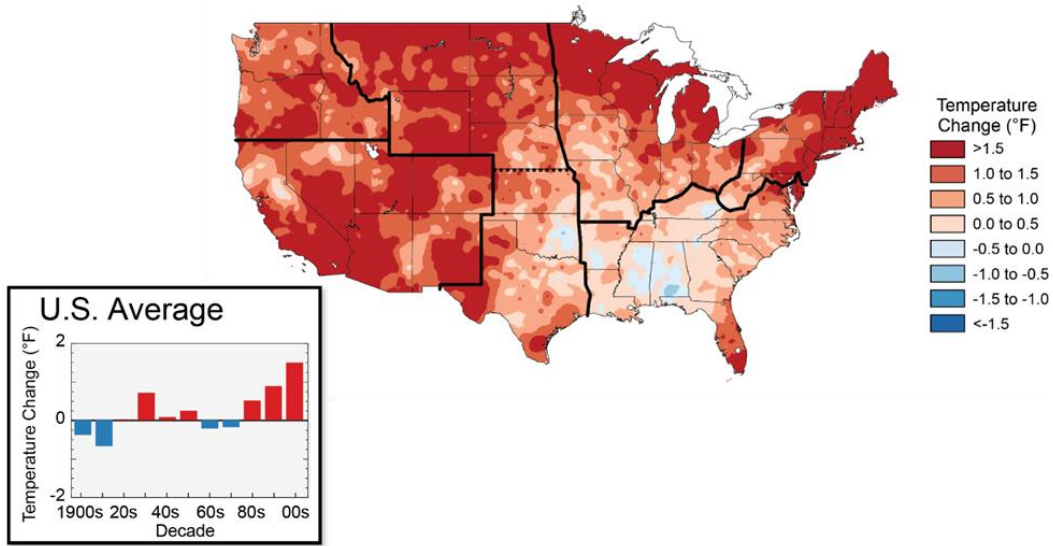 Temperature
Change (°F)
>1.5
1.0 to 1.5
0.5 to 1.0
0.0 to 0.5
-0.5 to 0.0
-1.0 to -0.5
-1.5 to -1.0
<-1.5
U.S. Average
Temperature Change (°F)
2
0
-2
1900s 20s 40s 60s 80s 00s
Decade